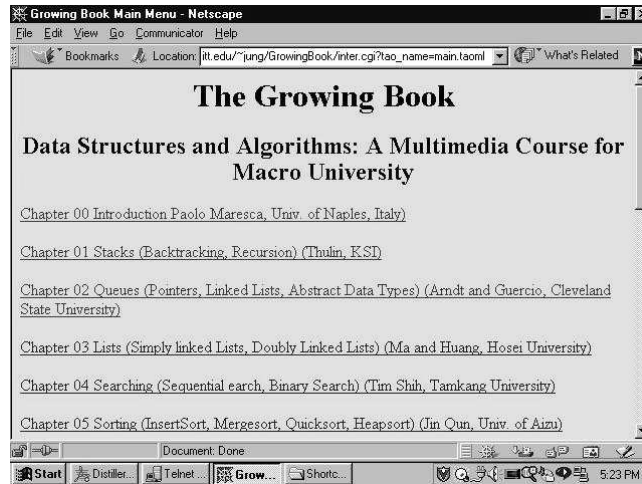 Growing Book Main Menu - Netscape
File Edit View Go Communicator Help
Bookmarks Location: itt.edu/~jung/GrowingBook/inter.cgi?tao_name=main.taoml What's Related
The Growing Book
Data Structures and Algorithms: A Multimedia Course for
Macro University
Chapter 00 Introduction Paolo Maresca, Univ. of Naples, Italy)
Chapter 01 Stacks (Backtracking, Recursion) (Thulin, KSI)
Chapter 02 Queues (Pointers, Linked Lists, Abstract Data Types) (Arndt and Guercio, Cleveland
State University)
Chapter 03 Lists (Simply linked Lists, Doubly Linked Lists) (Ma and Huang, Hosei University)
Chapter 04 Searching (Sequential earch, Binary Search) (Tim Shih, Tamkang University)
Chapter 05 Sorting (InsertSort, Mergesort, Quicksort, Heapsort) (Jin Qun, Univ. of Aizu)
Document: Done
Start Distiller... Telnet ... Grow... Shortc... 5:23 PM